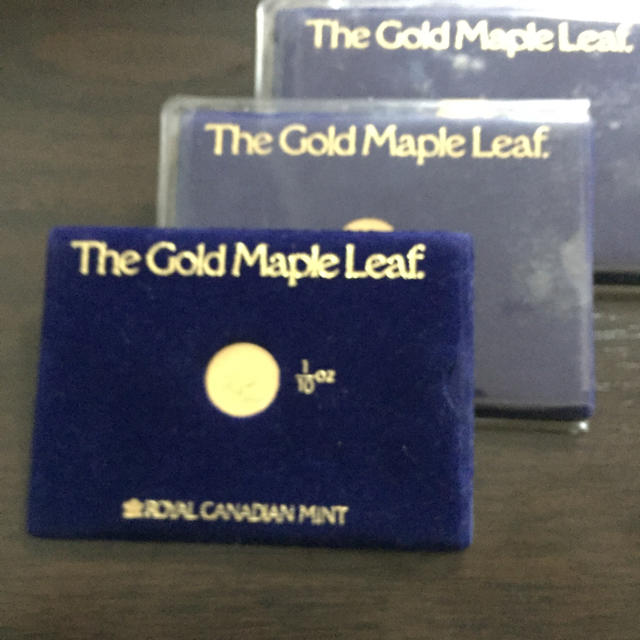 The Gold Maple Leaf.
The Gold Maple Leaf.
The Gold Maple Leaf.
1/10 oz
ROYAL CANADIAN MINT